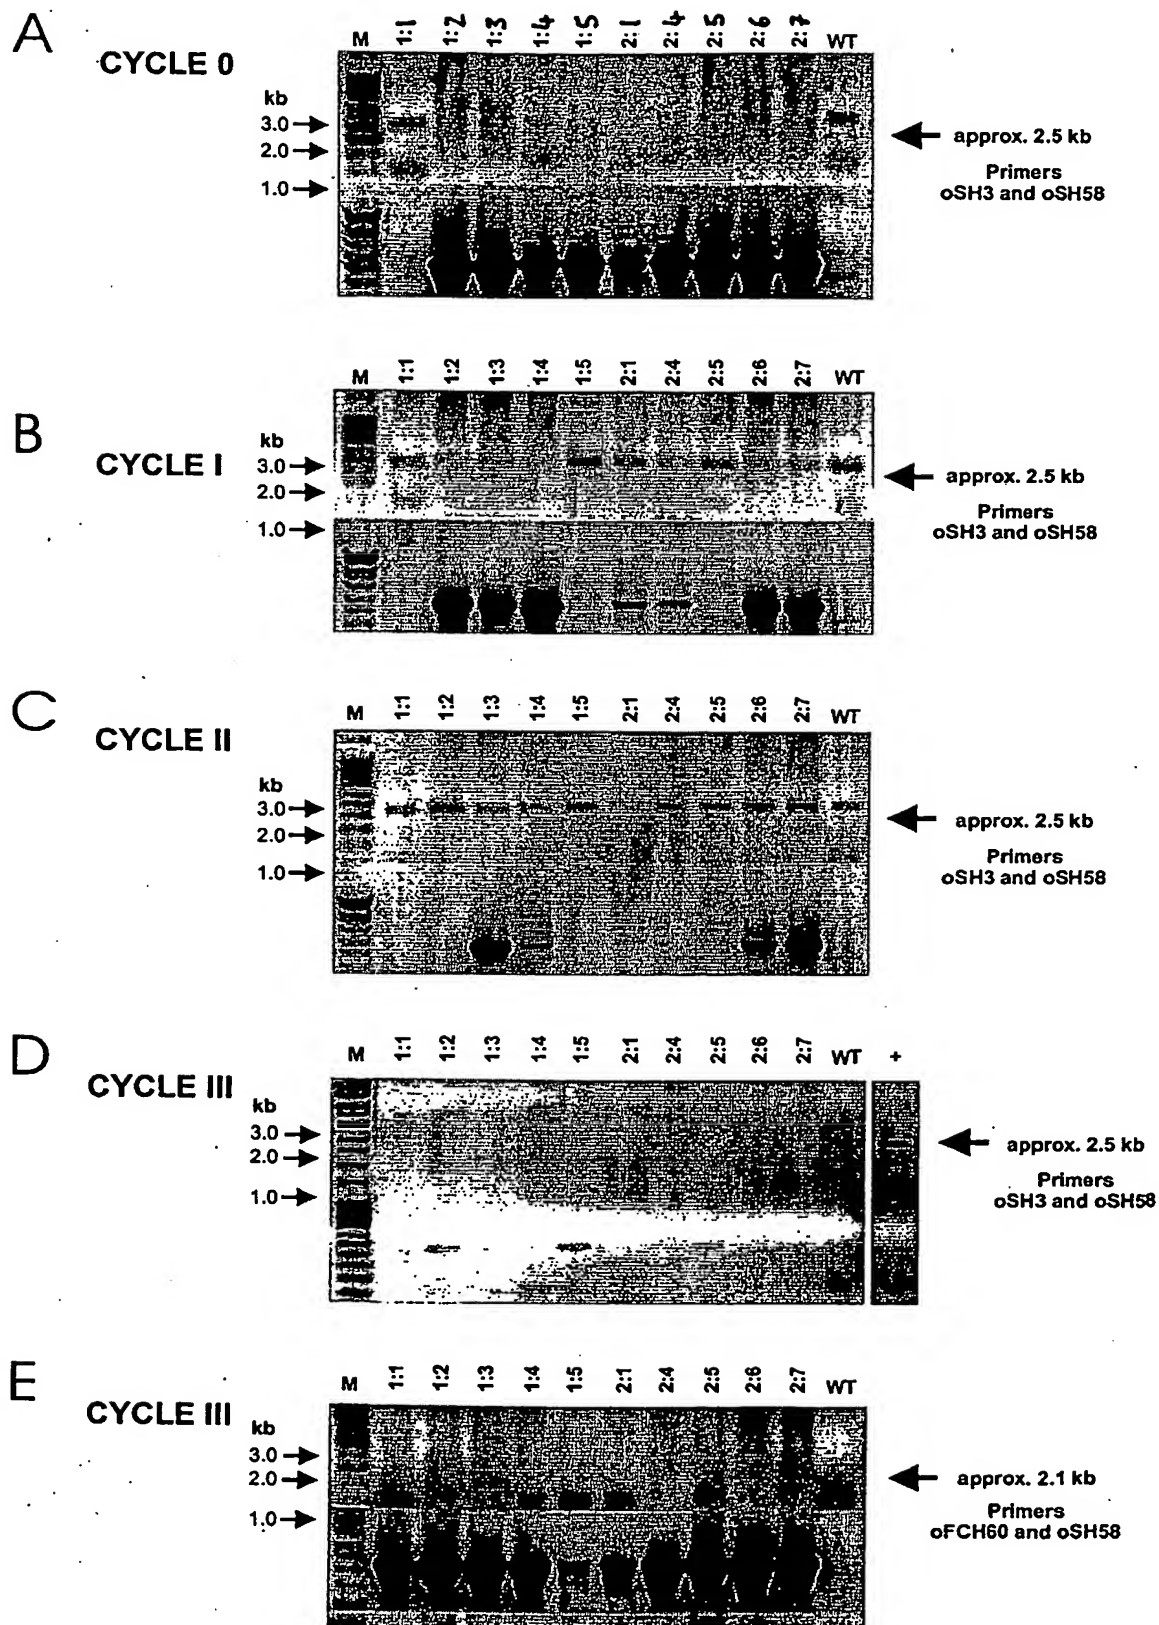 A
CYCLE 0
M 1:1 1:2 1:3 1:4 1:5 2:1 2:4 2:5 2:6 2:7 WT
kb
3.0
2.0
1.0
approx. 2.5 kb
Primers
oSH3 and oSH58
B
CYCLE I
M 1:1 1:2 1:3 1:4 1:5 2:1 2:4 2:5 2:6 2:7 WT
kb
3.0
2.0
1.0
approx. 2.5 kb
Primers
oSH3 and oSH58
C
CYCLE II
M 1:1 1:2 1:3 1:4 1:5 2:1 2:4 2:5 2:6 2:7 WT
kb
3.0
2.0
1.0
approx. 2.5 kb
Primers
oSH3 and oSH58
D
CYCLE III
M 1:1 1:2 1:3 1:4 1:5 2:1 2:4 2:5 2:6 2:7 WT +
kb
3.0
2.0
1.0
approx. 2.5 kb
Primers
oSH3 and oSH58
E
CYCLE III
M 1:1 1:2 1:3 1:4 1:5 2:1 2:4 2:5 2:6 2:7 WT
kb
3.0
2.0
1.0
approx. 2.1 kb
Primers
oFCH60 and oSH58